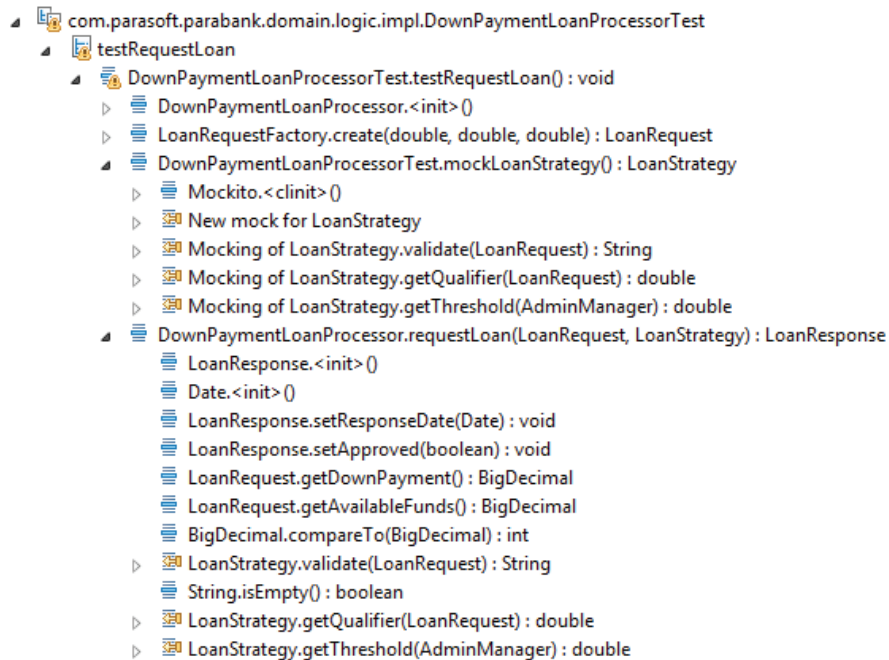 com.parasoft.parabank.domain.logic.impl.DownPaymentLoanProcessorTest
testRequestLoan
DownPaymentLoanProcessorTest.testRequestLoan() : void
DownPaymentLoanProcessor.<init>()
LoanRequestFactory.create(double, double, double) : LoanRequest
DownPaymentLoanProcessorTest.mockLoanStrategy() : LoanStrategy
Mockito.<clinit>()
New mock for LoanStrategy
Mocking of LoanStrategy.validate(LoanRequest) : String
Mocking of LoanStrategy.getQualifier(LoanRequest) : double
Mocking of LoanStrategy.getThreshold(AdminManager) : double
DownPaymentLoanProcessor.requestLoan(LoanRequest, LoanStrategy) : LoanResponse
LoanResponse.<init>()
Date.<init>()
LoanResponse.setResponseDate(Date) : void
LoanResponse.setApproved(boolean) : void
LoanRequest.getDownPayment() : BigDecimal
LoanRequest.getAvailableFunds() : BigDecimal
BigDecimal.compareTo(BigDecimal) : int
LoanStrategy.validate(LoanRequest) : String
String.isEmpty() : boolean
LoanStrategy.getQualifier(LoanRequest) : double
LoanStrategy.getThreshold(AdminManager) : double